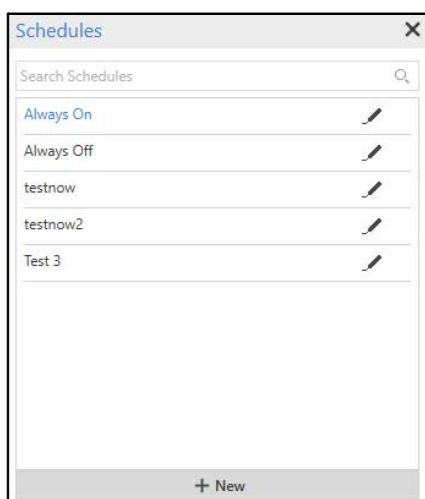 Schedules
Search Schedules
Always On
Always Off
testnow
testnow2
Test 3
+ New